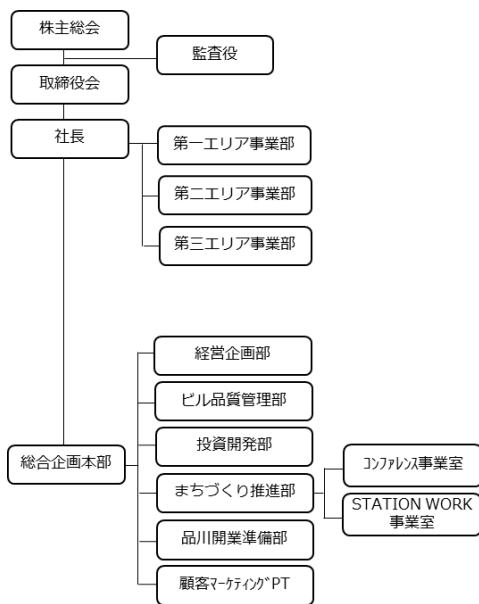 株主総会
監査役
取締役会
社長
第一エリア事業部
第二エリア事業部
第三エリア事業部
経営企画部
ビル品質管理部
投資開発部
総合企画本部
コンファレンス事業室
まちづくり推進部
STATION WORK
事業室
品川開業準備部
顧客マーケティングPT